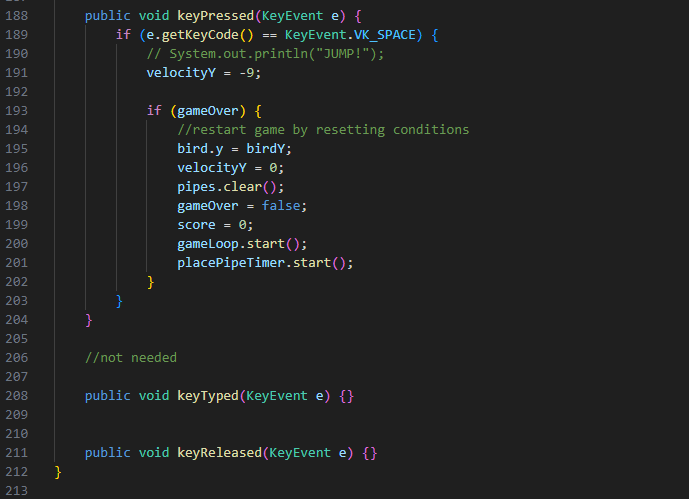 188 public void keyPressed(KeyEvent e) {
189 if (e.getKeyCode() == KeyEvent.VK_SPACE) {
190 // System.out.println("JUMP!");
191 velocityY = -9;
192
193 if (gameOver) {
194 //restart game by resetting conditions
195 bird.y = birdY;
196 velocityY = 0;
197 pipes.clear();
198 gameOver = false;
199 score = 0;
200 gameLoop.start();
201 placePipeTimer.start();
202 }
203 }
204 }
205
206 //not needed
207
208 public void keyTyped(KeyEvent e) {}
209
210
211 public void keyReleased(KeyEvent e) {}
212 }
213